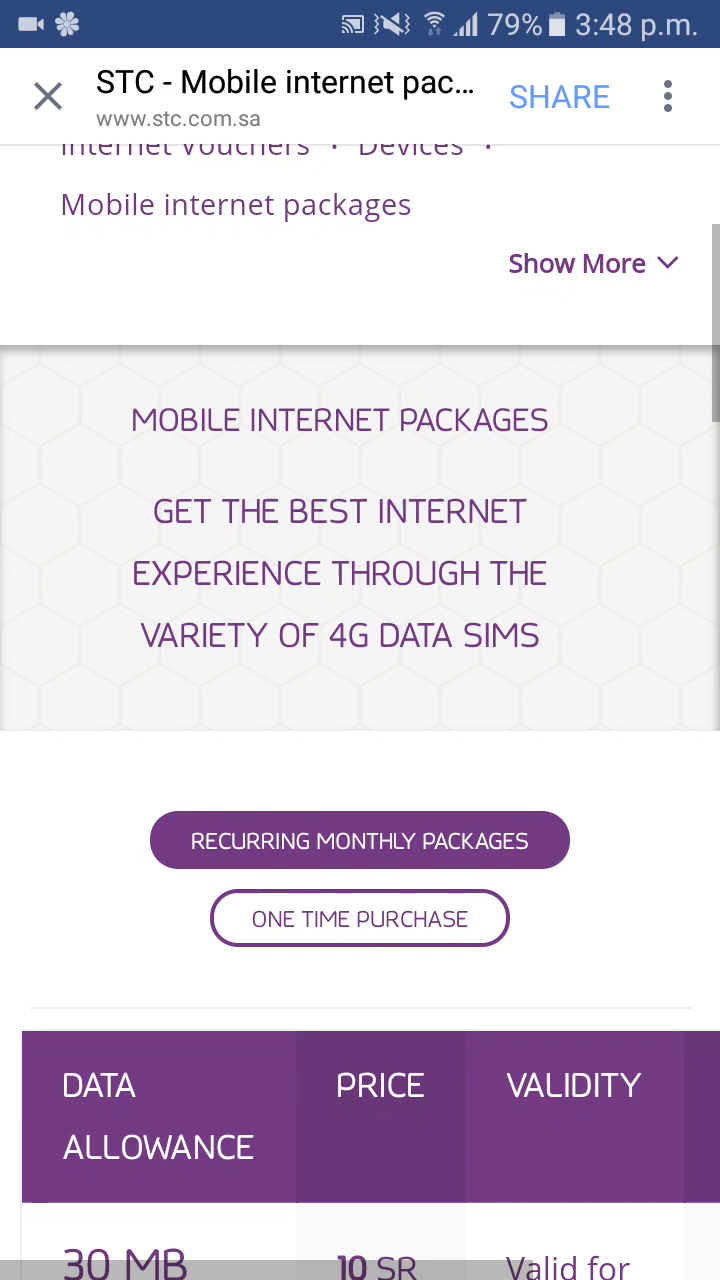 79% 3:48 p.m.
STC - Mobile internet pac...
www.stc.com.sa
SHARE
Internet Vouchers • Devices •
Mobile internet packages
Show More
MOBILE INTERNET PACKAGES
GET THE BEST INTERNET
EXPERIENCE THROUGH THE
VARIETY OF 4G DATA SIMS
RECURRING MONTHLY PACKAGES
ONE TIME PURCHASE
DATA
ALLOWANCE
PRICE
VALIDITY
30 MB
10 SR
Valid for